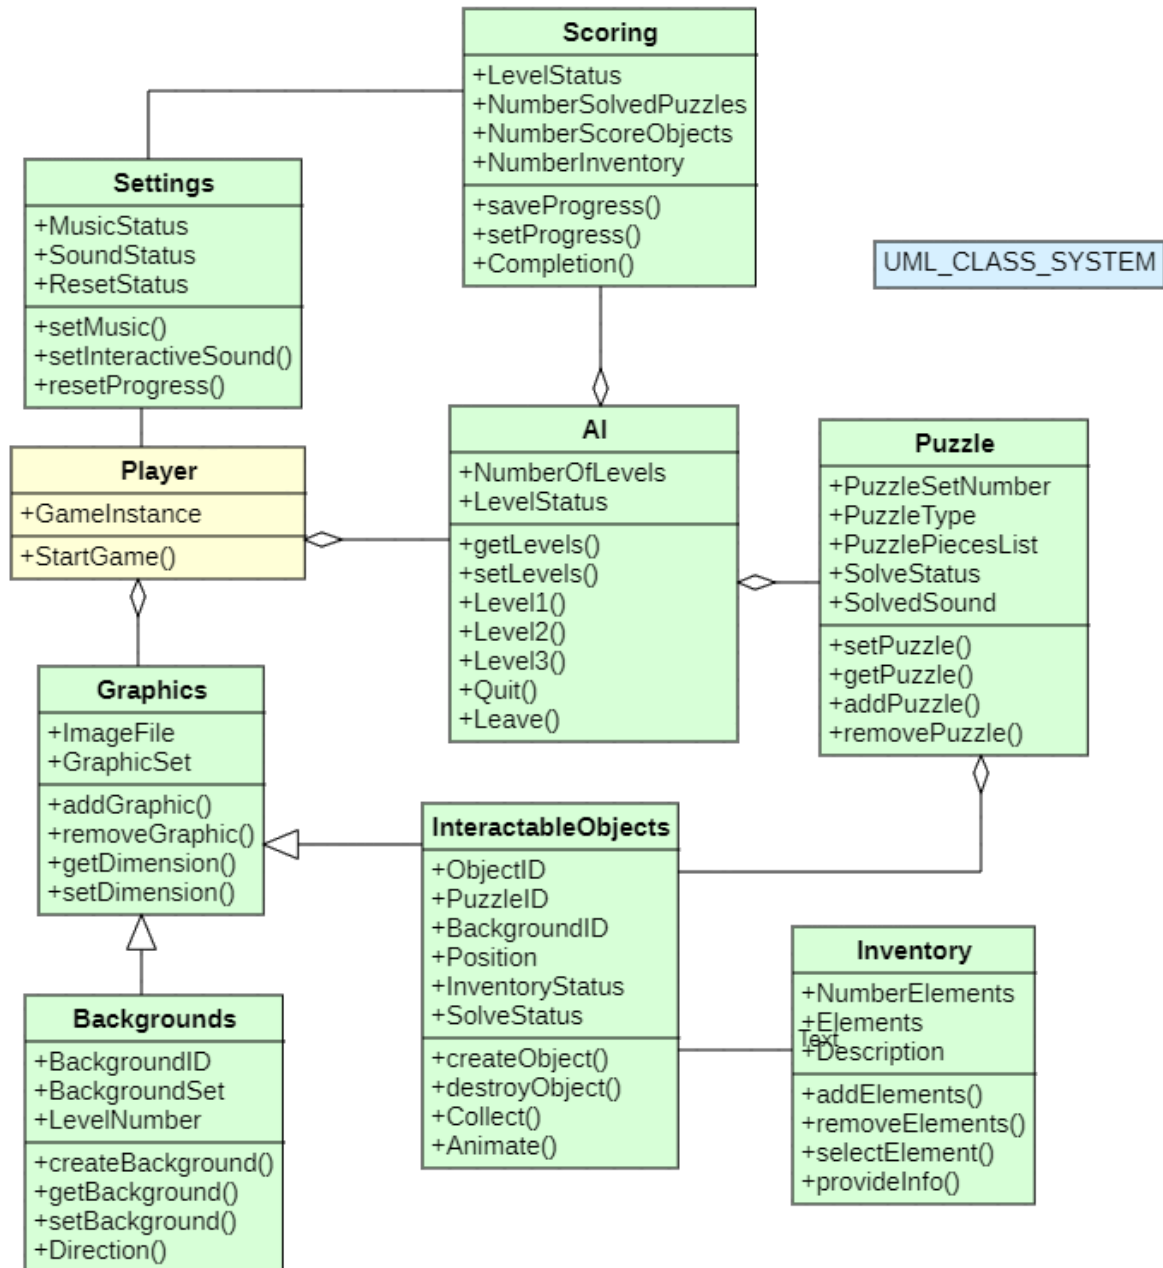 Scoring
+LevelStatus
+NumberSolvedPuzzles
+NumberScoreObjects
+NumberInventory
+saveProgress()
+setProgress()
+Completion()
Settings
+MusicStatus
+SoundStatus
+ResetStatus
+setMusic()
+setInteractiveSound()
+resetProgress()
UML_CLASS_SYSTEM
Player
+GameInstance
+StartGame()
AI
+NumberOfLevels
+LevelStatus
+getLevels()
+setLevels()
+Level1()
+Level2()
+Level3()
+Quit()
+Leave()
Puzzle
+PuzzleSetNumber
+PuzzleType
+PuzzlePiecesList
+SolveStatus
+SolvedSound
+setPuzzle()
+getPuzzle()
+addPuzzle()
+removePuzzle()
Graphics
+ImageFile
+GraphicSet
+addGraphic()
+removeGraphic()
+getDimension()
+setDimension()
InteractableObjects
+ObjectID
+PuzzleID
+BackgroundID
+Position
+InventoryStatus
+SolveStatus
+createObject()
+destroyObject()
+Collect()
+Animate()
Inventory
+NumberElements
+Elements
Text
+Description
+addElements()
+removeElements()
+selectElement()
+provideInfo()
Backgrounds
+BackgroundID
+BackgroundSet
+LevelNumber
+createBackground()
+getBackground()
+setBackground()
+Direction()